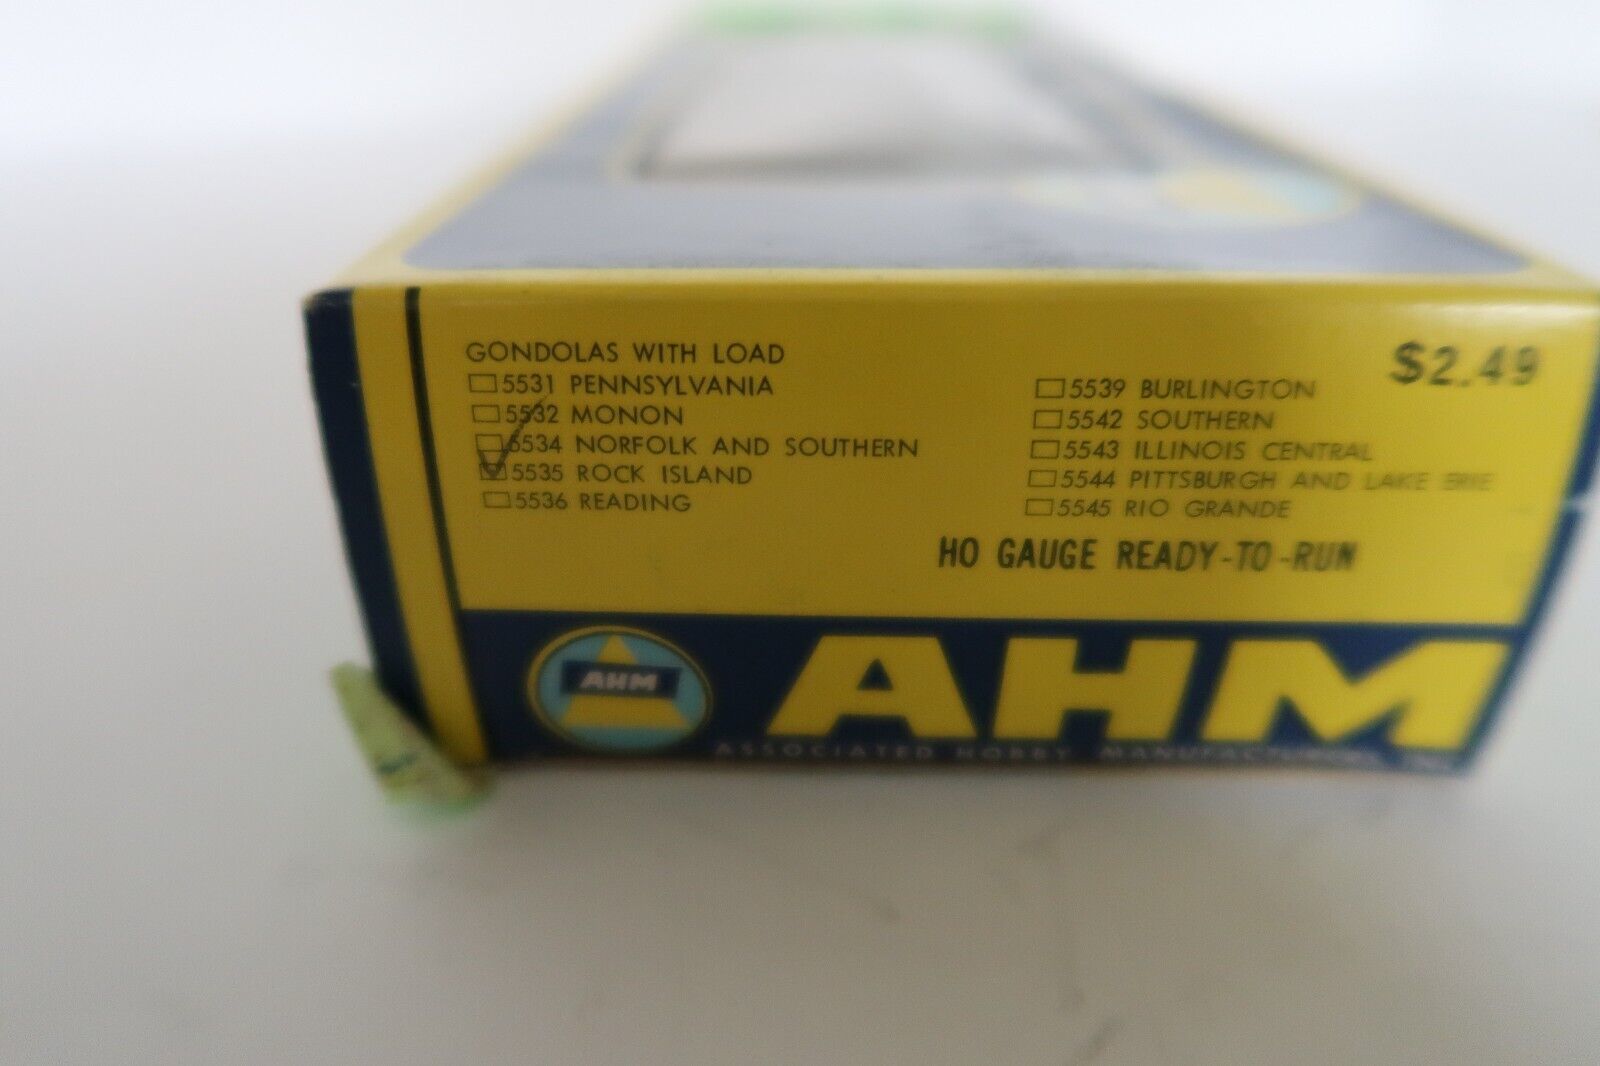 GONDOLAS WITH LOAD
5531 PENNSYLVANIA
5532 MONON
5534 NORFOLK AND SOUTHERN
5535 ROCK ISLAND
5536 READING
$2.49
5539 BURLINGTON
5542 SOUTHERN
5543 ILLINOIS CENTRAL
5544 PITTSBURGH AND LAKE ERIE
5545 RIO GRANDE
HO GAUGE READY-TO-RUN
AHM
AHM
ASSOCIATED HOBBY MANUFACTURERS,